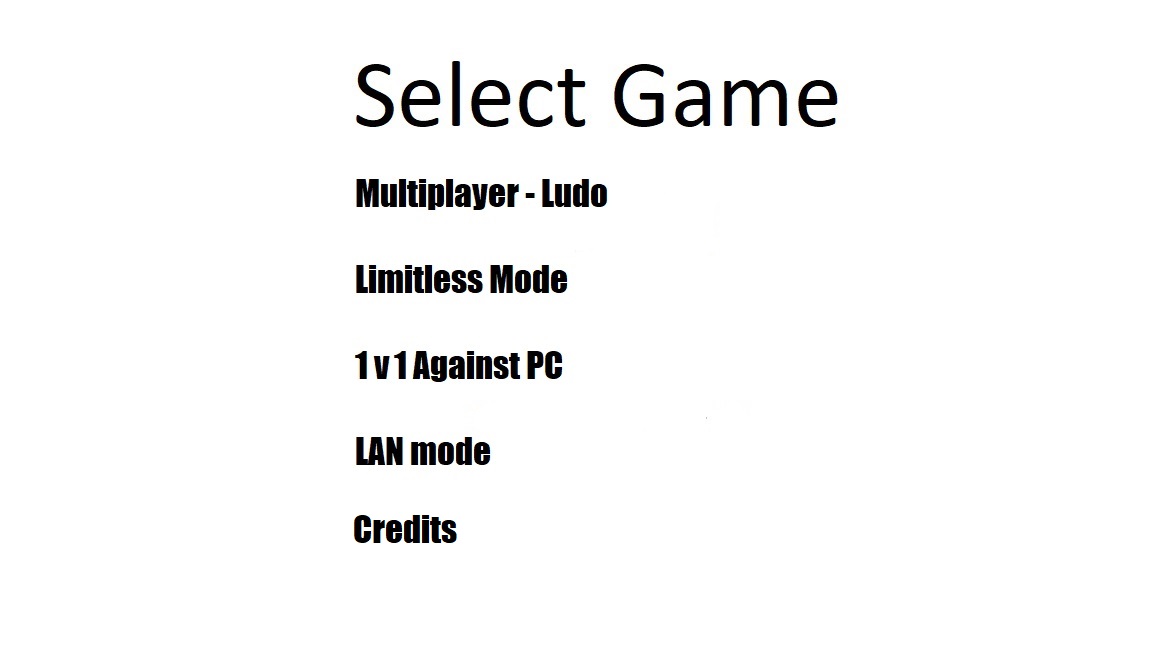 Select Game
Multiplayer - Ludo
Limitless Mode
1 v 1 Against PC
LAN mode
Credits